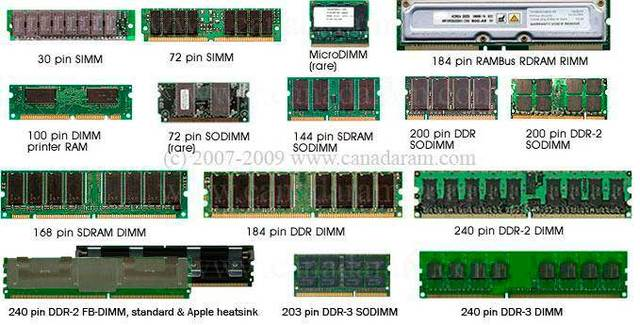 30 pin SIMM
72 pin SIMM
MicroDIMM
(rare)
184 pin RAMBus RDRAM RIMM
100 pin DIMM
printer RAM
72 pin SODIMM
(rare)
144 pin SDRAM
SODIMM
200 pin DDR
SODIMM
200 pin DDR-2
SODIMM
(c) 2007-2009 www.canadaram.com
168 pin SDRAM DIMM
184 pin DDR DIMM
240 pin DDR-2 DIMM
240 pin DDR-2 FB-DIMM, standard & Apple heatsink
203 pin DDR-3 SODIMM
240 pin DDR-3 DIMM